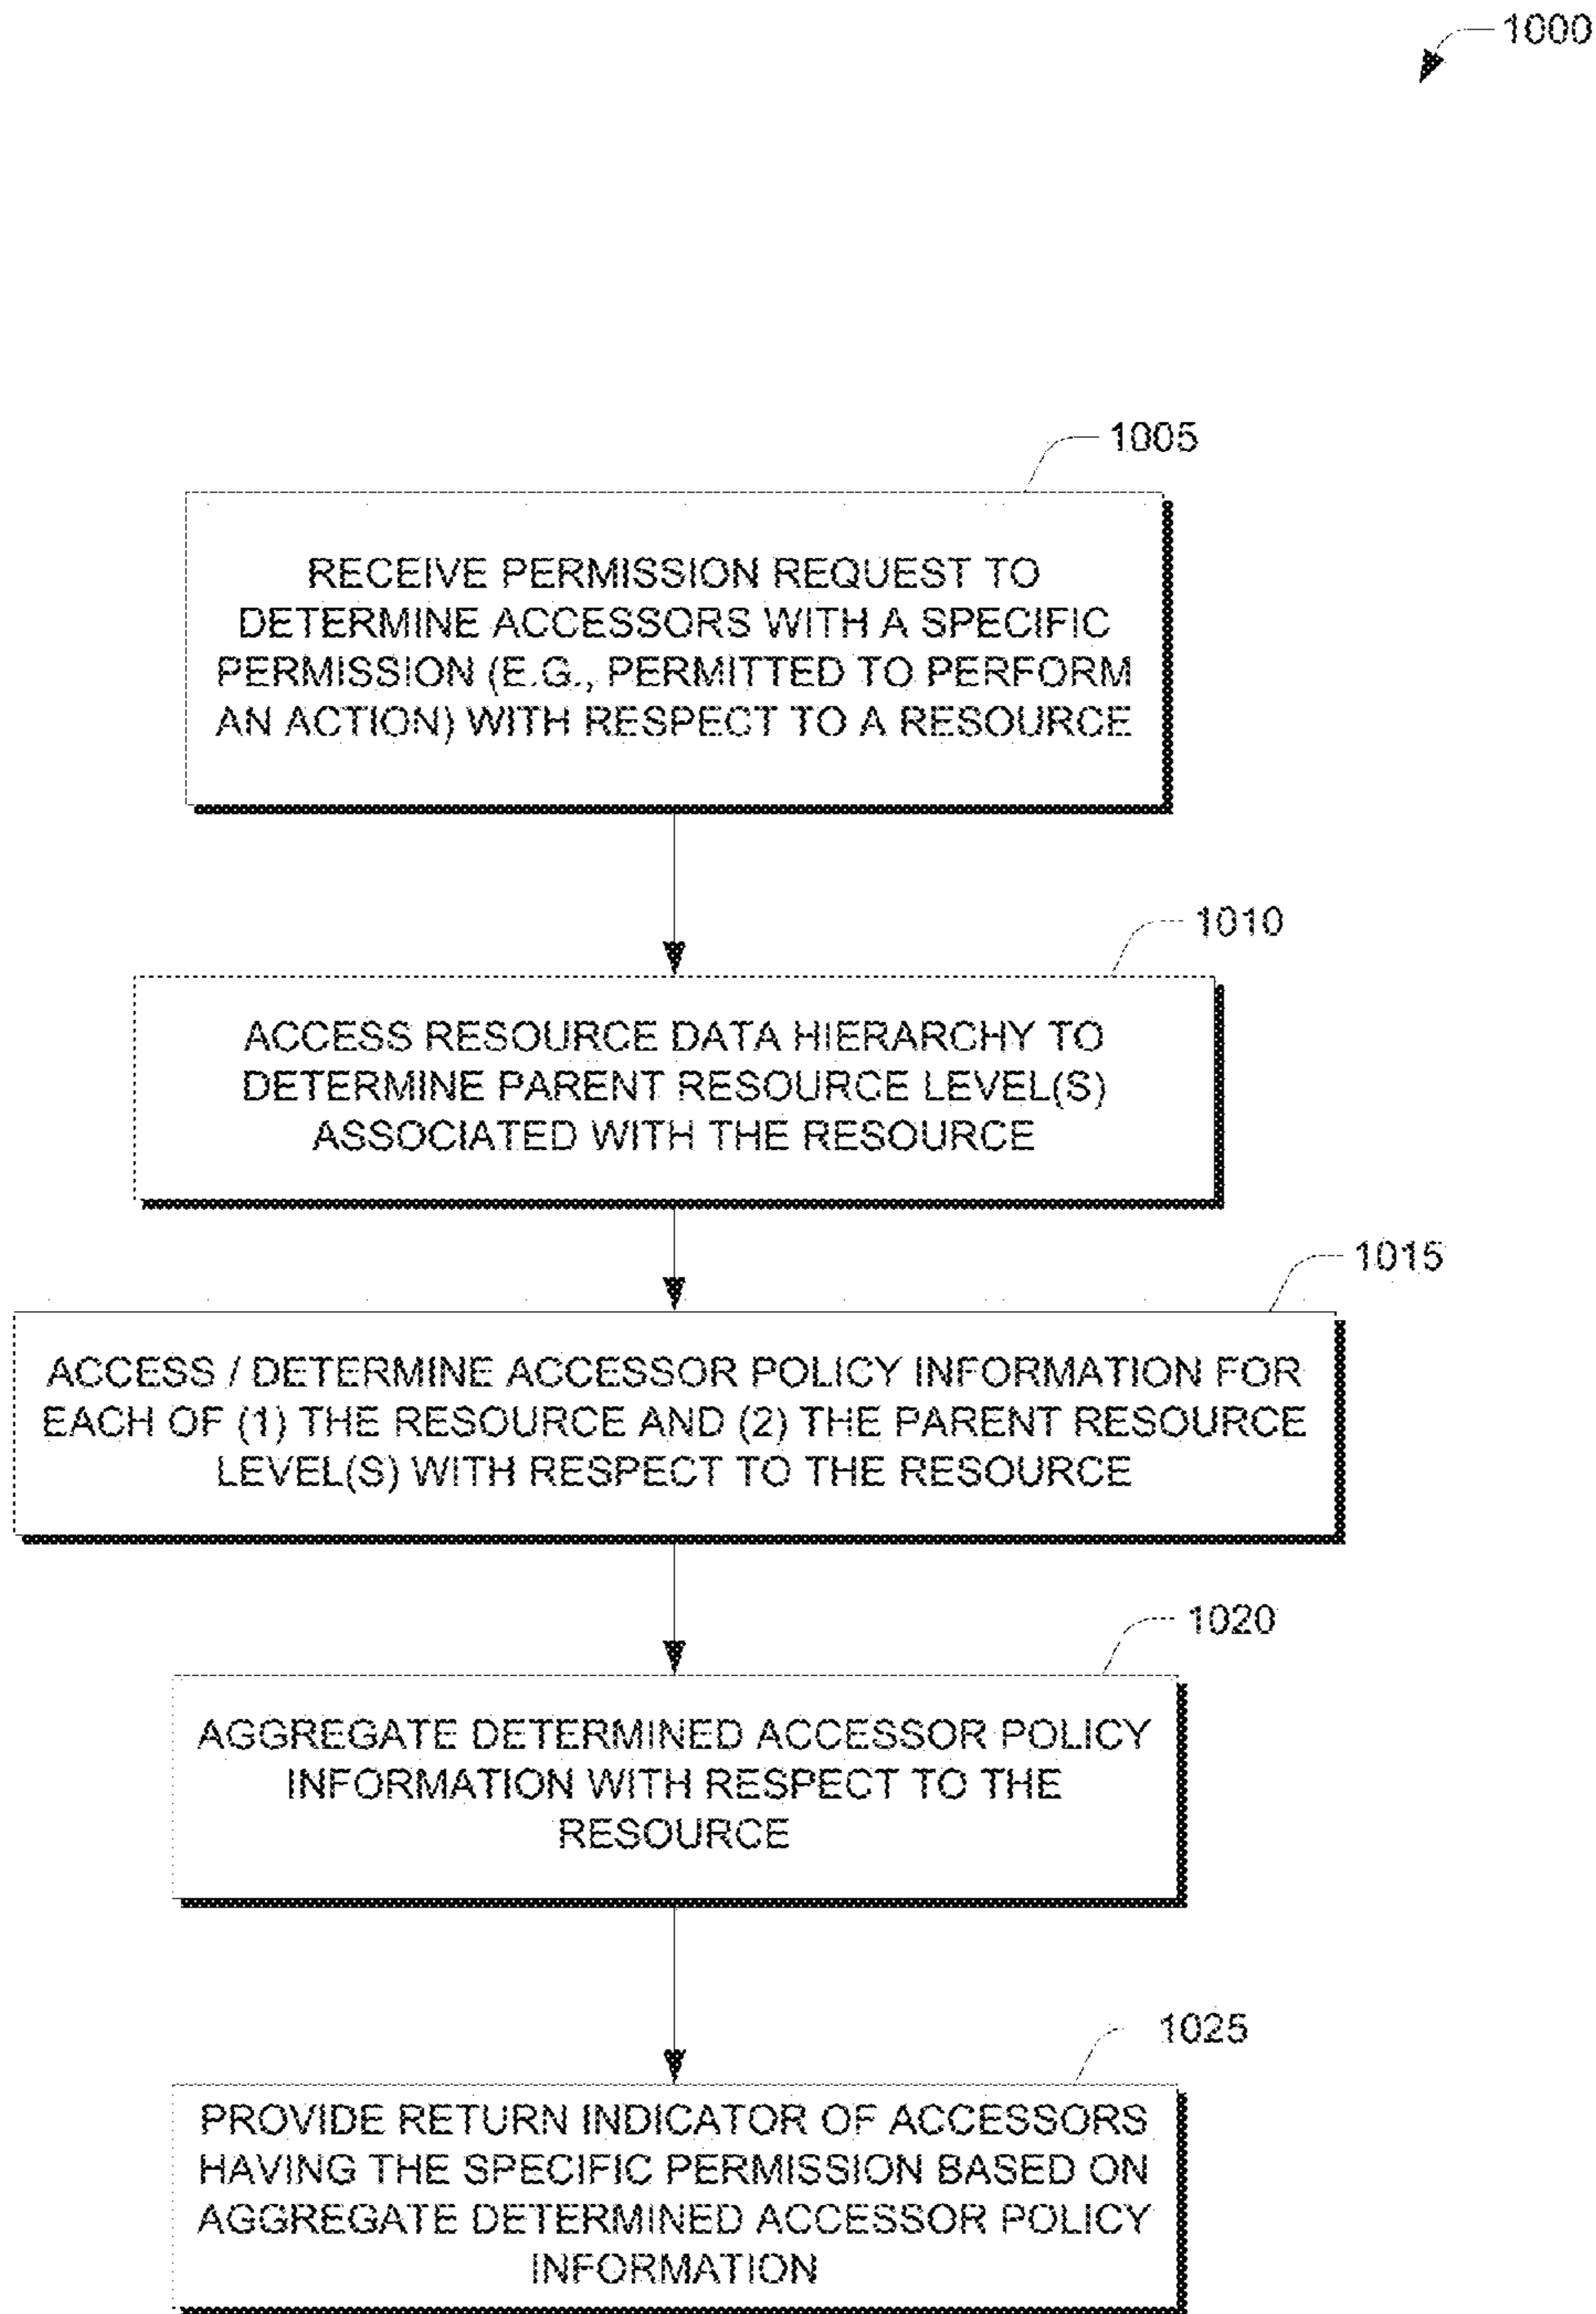 1000
1005
RECEIVE PERMISSION REQUEST TO
DETERMINE ACCESSORS WITH A SPECIFIC
PERMISSION (E.G., PERMITTED TO PERFORM
AN ACTION) WITH RESPECT TO A RESOURCE
1010
ACCESS RESOURCE DATA HIERARCHY TO
DETERMINE PARENT RESOURCE LEVEL(S)
ASSOCIATED WITH THE RESOURCE
1015
ACCESS / DETERMINE ACCESSOR POLICY INFORMATION FOR
EACH OF (1) THE RESOURCE AND (2) THE PARENT RESOURCE
LEVEL(S) WITH RESPECT TO THE RESOURCE
1020
AGGREGATE DETERMINED ACCESSOR POLICY
INFORMATION WITH RESPECT TO THE
RESOURCE
1025
PROVIDE RETURN INDICATOR OF ACCESSORS
HAVING THE SPECIFIC PERMISSION BASED ON
AGGREGATE DETERMINED ACCESSOR POLICY
INFORMATION